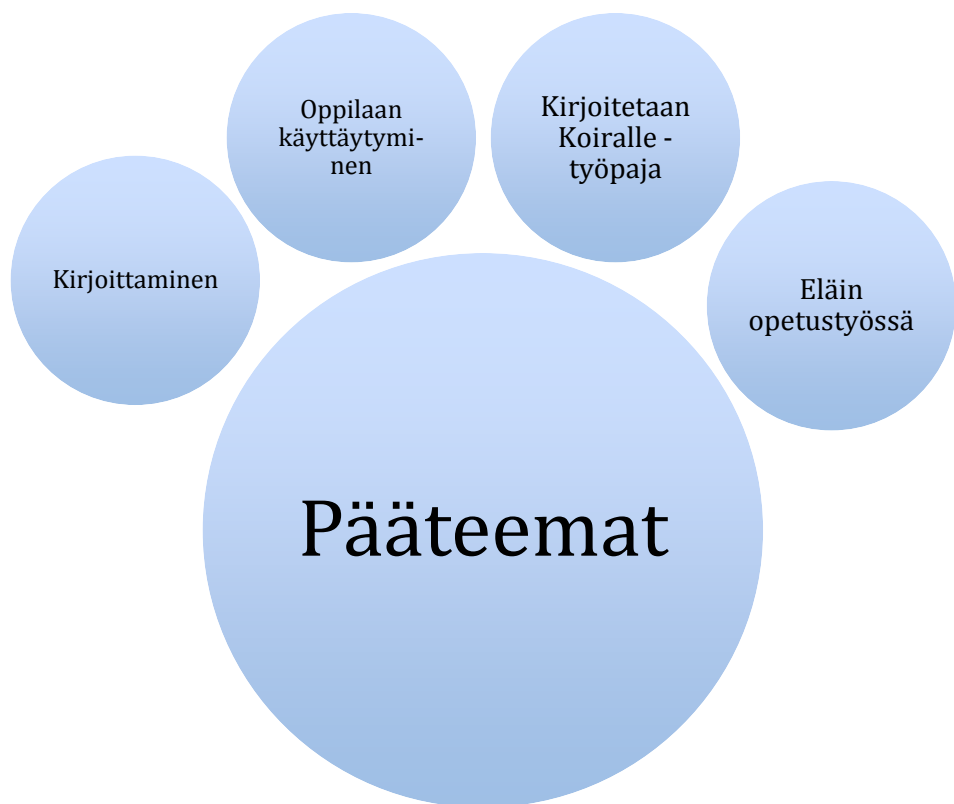 Oppilaan
käyttäytymi-
nen
Kirjoitetaan
Koiralle -
työpaja
Kirjoittaminen
Eläin
opetustyössä
Pääteemat